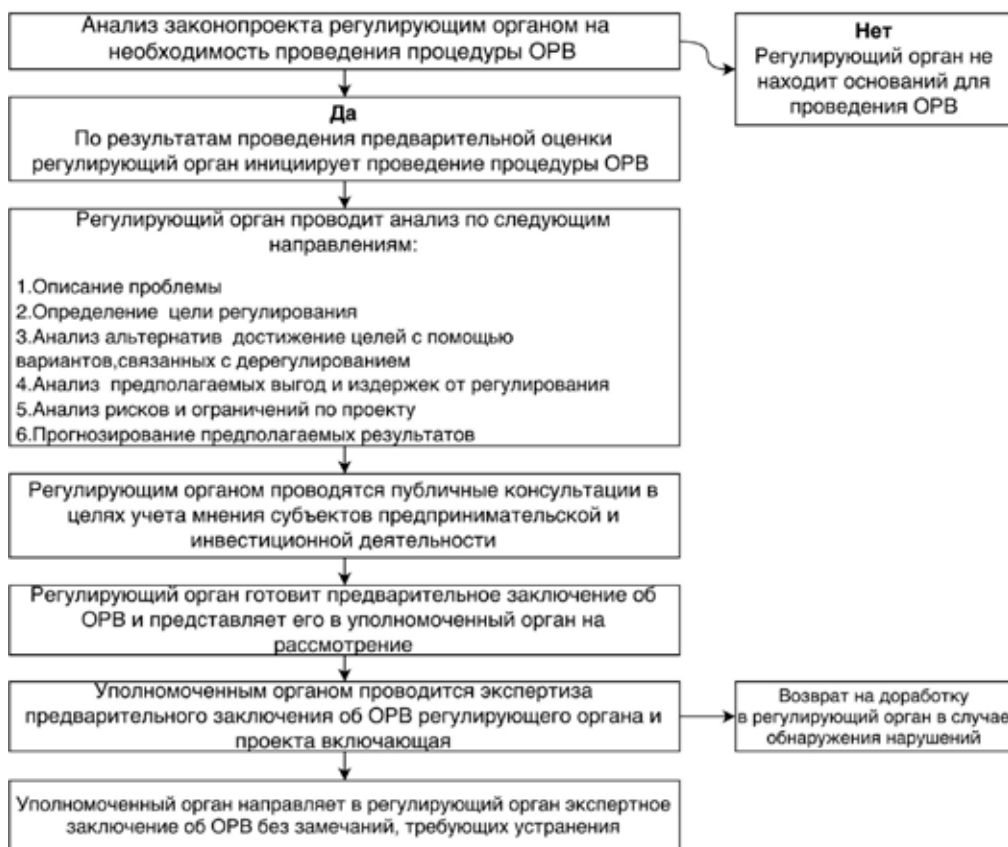 Анализ законопроекта регулирующим органом на
необходимость проведения процедуры ОРВ
Нет
Регулирующий орган не
находит оснований для
проведения ОРВ
Да
По результатам проведения предварительной оценки
регулирующий орган инициирует проведение процедуры ОРВ
Регулирующий орган проводит анализ по следующим
направлениям:
1.Описание проблемы
2.Определение цели регулирования
3.Анализ альтернатив достижение целей с помощью
вариантов,связанных с дерегулированием
4.Анализ предполагаемых выгод и издержек от регулирования
5.Анализ рисков и ограничений по проекту
6.Прогнозирование предполагаемых результатов
Регулирующим органом проводятся публичные консультации в
целях учета мнения субъектов предпринимательской и
инвестиционной деятельности
Регулирующий орган готовит предварительное заключение об
ОРВ и представляет его в уполномоченный орган на
рассмотрение
Уполномоченным органом проводится экспертиза
предварительного заключения об ОРВ регулирующего органа и
проекта включающая
Возврат на доработку
в регулирующий орган в случае
обнаружения нарушений
Уполномоченный орган направляет в регулирующий орган экспертное
заключение об ОРВ без замечаний, требующих устранения